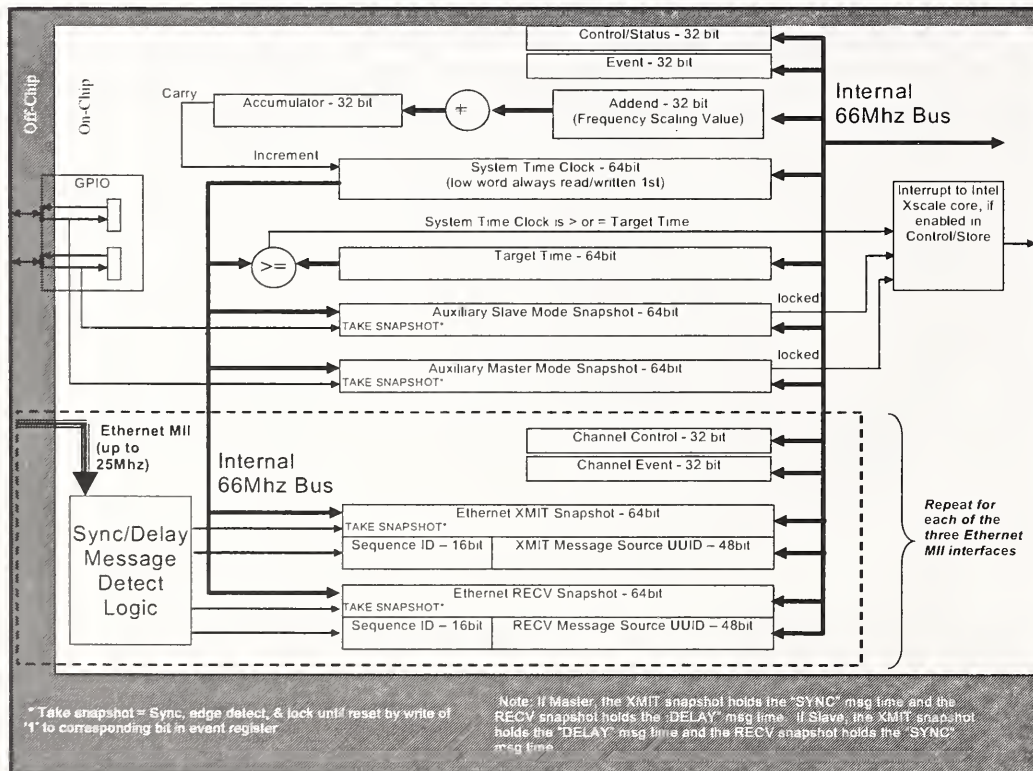 Off-Chip
On-Chip
Control/Status - 32 bit
Event - 32 bit
Carry
Accumulator - 32 bit
+
Addend - 32 bit
(Frequency Scaling Value)
Internal
66Mhz Bus
Increment
System Time Clock - 64bit
(low word always read/written 1st)
GPIO
Interrupt to Intel
Xscale core, if
enabled in
Control/Store
System Time Clock is > or = Target Time
>=
Target Time - 64bit
Auxiliary Slave Mode Snapshot - 64bit
locked
TAKE SNAPSHOT*
Auxiliary Master Mode Snapshot - 64bit
locked
TAKE SNAPSHOT*
Ethernet MII
(up to
25Mhz)
Internal
66Mhz Bus
Channel Control - 32 bit
Channel Event - 32 bit
Sync/Delay
Message
Detect
Logic
Ethernet XMIT Snapshot - 64bit
TAKE SNAPSHOT*
Sequence ID – 16bit
XMIT Message Source UUID – 48bit
Ethernet RECV Snapshot - 64bit
TAKE SNAPSHOT*
Sequence ID - 16bit
RECV Message Source UUID – 48bit
Repeat for
each of the
three Ethernet
MII interfaces
* Take snapshot = Sync, edge detect, & lock until reset by write of
'1' to corresponding bit in event register
Note: If Master, the XMIT snapshot holds the "SYNC" msg time and the
RECV snapshot holds the :DELAY" msg time. If Slave, the XMIT snapshot
holds the "DELAY" msg time and the RECV snapshot holds the "SYNC"
msg time